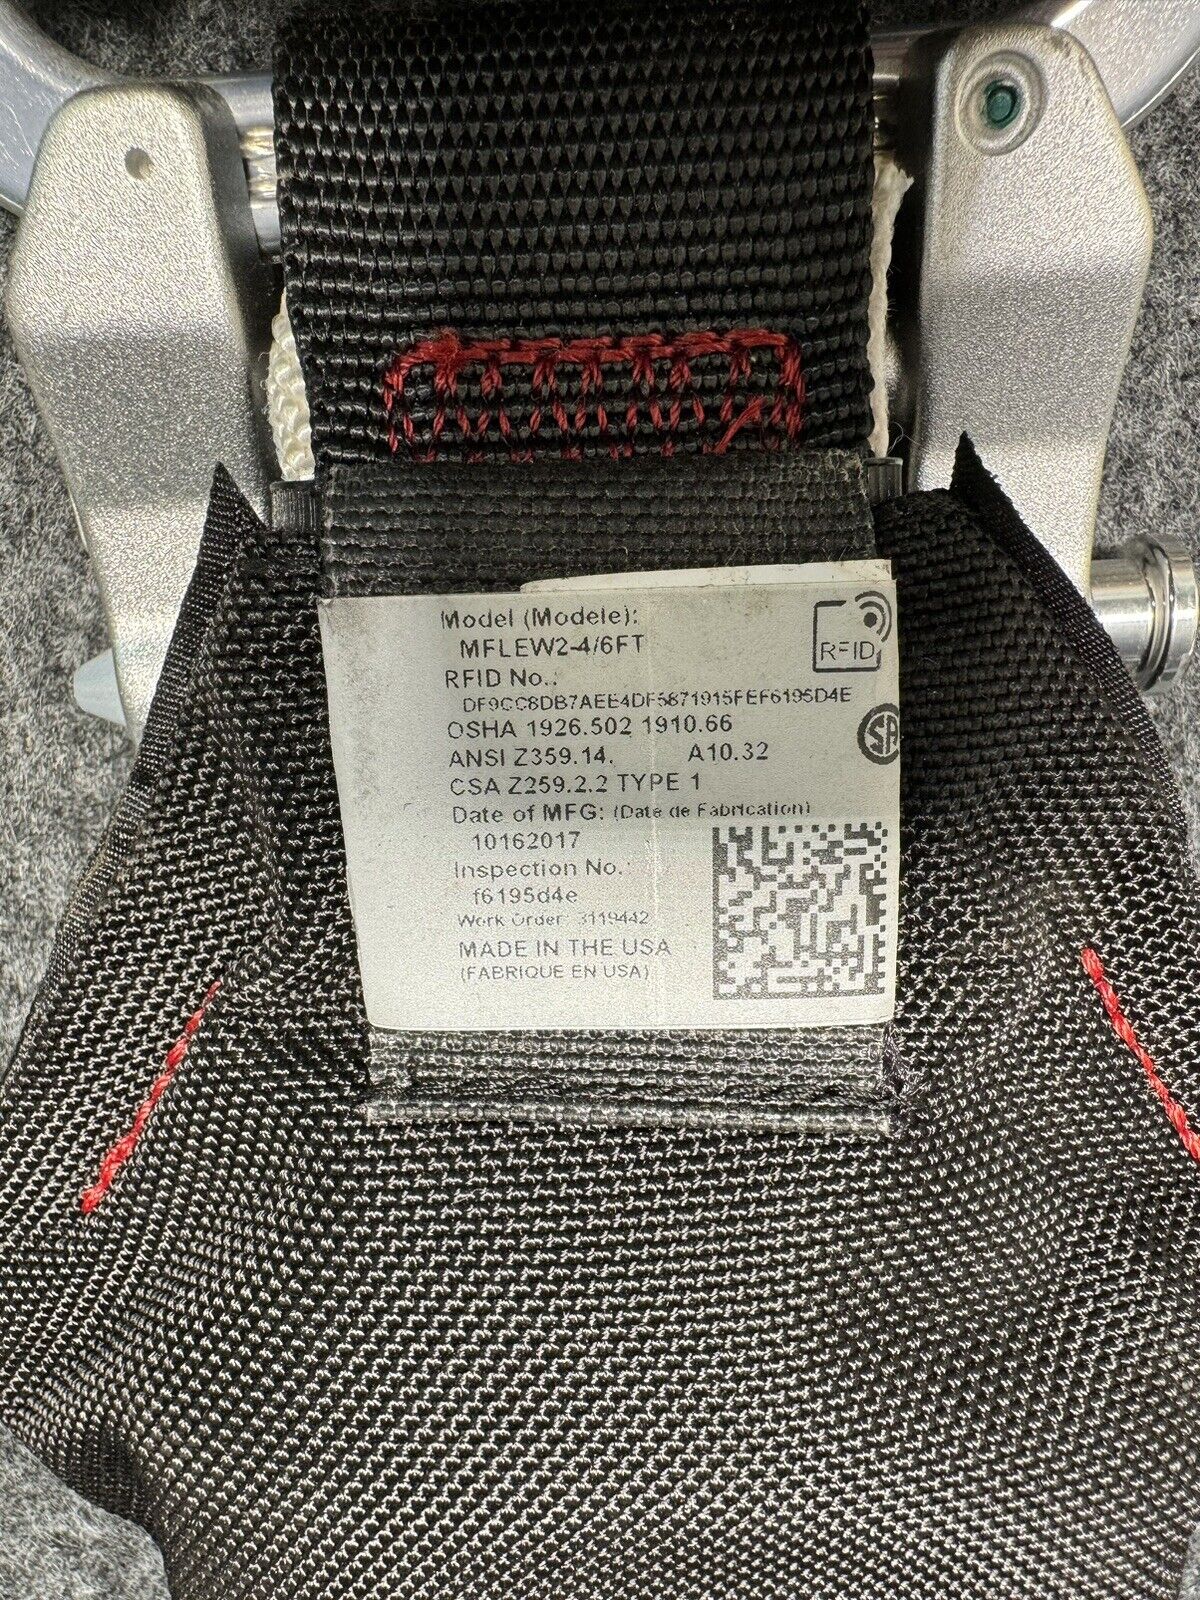 Model (Modele):
MFLEW2-4/6FT
RFID
RFID No.:
DF9CC8DB7AEE4DF5871915FEF6195D4E
OSHA 1926.502 1910.66
ANSI Z359.14. A10.32
SA
CSA Z259.2.2 TYPE 1
Date of MFG: (Date de Fabrication)
10162017
Inspection No.:
f6195d4e
Work Order: 3119442
MADE IN THE USA
(FABRIQUE EN USA)